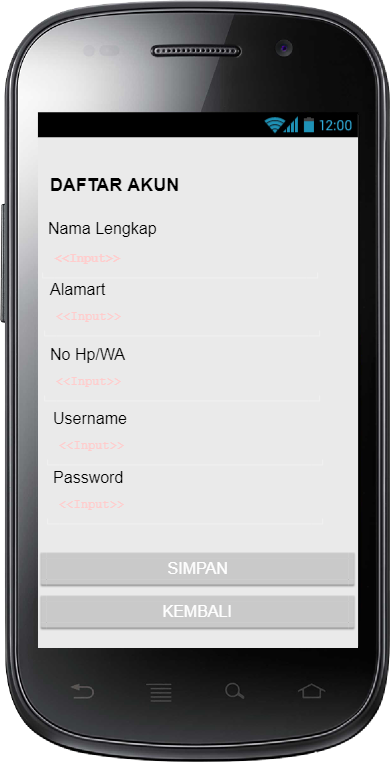 12:00
DAFTAR AKUN
Nama Lengkap
<<Input>>
Alamart
<<Input>>
No Hp/WA
<<Input>>
Username
<<Input>>
Password
<<Input>>
SIMPAN
KEMBALI